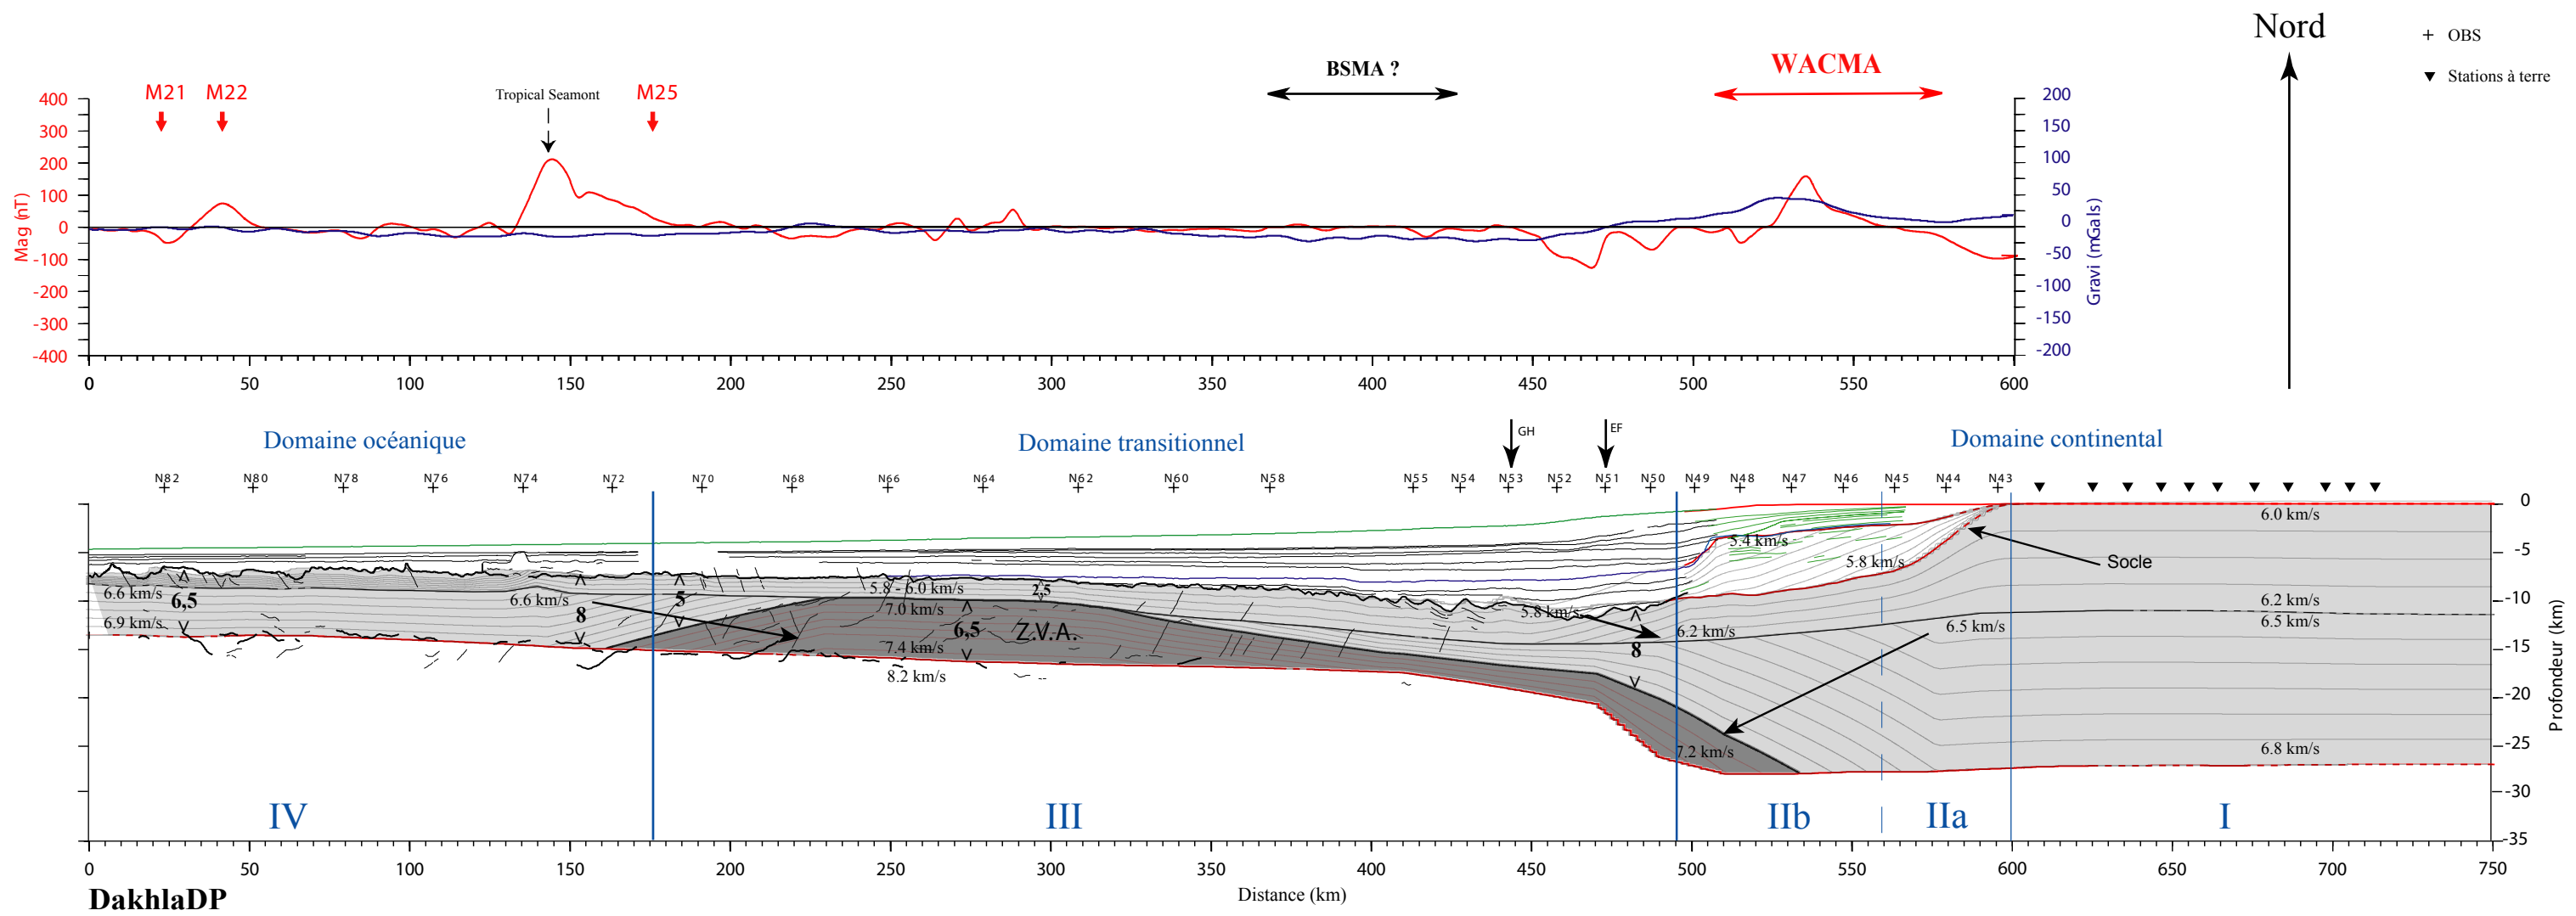 Nord
+ OBS
Stations à terre
BSMA ?
WACMA
M21 M22
Tropical Seamont
M25
400
300
200
100
0
-100
-200
-300
-400
Mag (nT)
200
150
100
50
0
-50
-100
-150
-200
Gravi (mGals)
0 50 100 150 200 250 300 350 400 450 500 550 600
Domaine océanique
Domaine transitionnel
Domaine continental
GH
EF
N82 N80 N78 N76 N74 N72 N70 N68 N66 N64 N62 N60 N58 N55 N54 N53 N52 N51 N50 N49 N48 N47 N46 N45 N44 N43
0
-5
-10
-15
-20
-25
-30
-35
Profondeur (km)
6.0 km/s
5.4 km/s
5.8 km/s
Socle
6.6 km/s
6,5
6.6 km/s
8
5
5.8 - 6.0 km/s
2,5
7.0 km/s
5.8 km/s
6.2 km/s
6.9 km/s
6,5
Z.V.A.
6.2 km/s
6.5 km/s
6.5 km/s
7.4 km/s
8
8.2 km/s
7.2 km/s
6.8 km/s
IV
III
IIb
IIa
I
0 50 100 150 200 250 300 350 400 450 500 550 600 650 700 750
Distance (km)
DakhlaDP